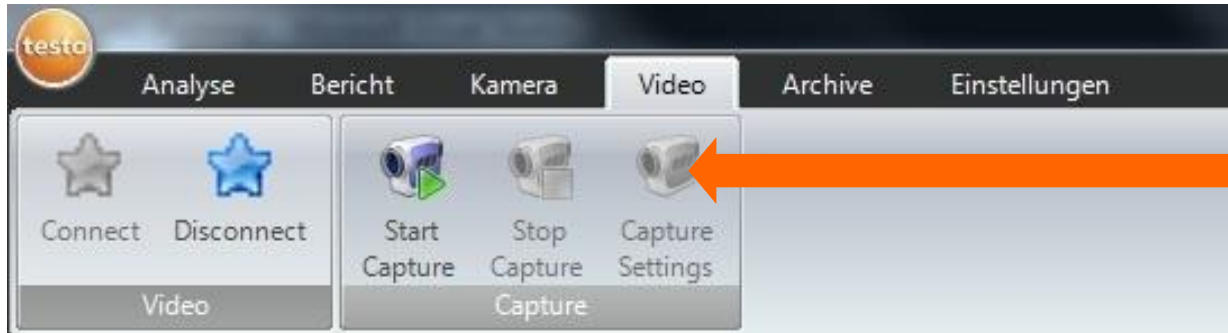 testo
Analyse Bericht Kamera Video Archive Einstellungen
Connect Disconnect Start Stop Capture
Capture Capture Settings
Video Capture